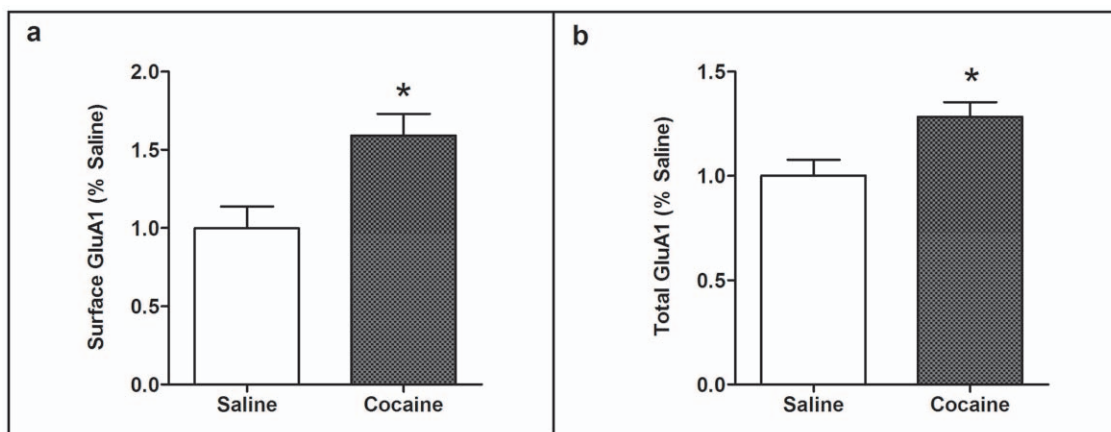 a
Surface GluA1 (% Saline)
2.0
1.5
1.0
0.5
0.0
*
Saline Cocaine
b
Total GluA1 (% Saline)
1.5
1.0
0.5
0.0
*
Saline Cocaine